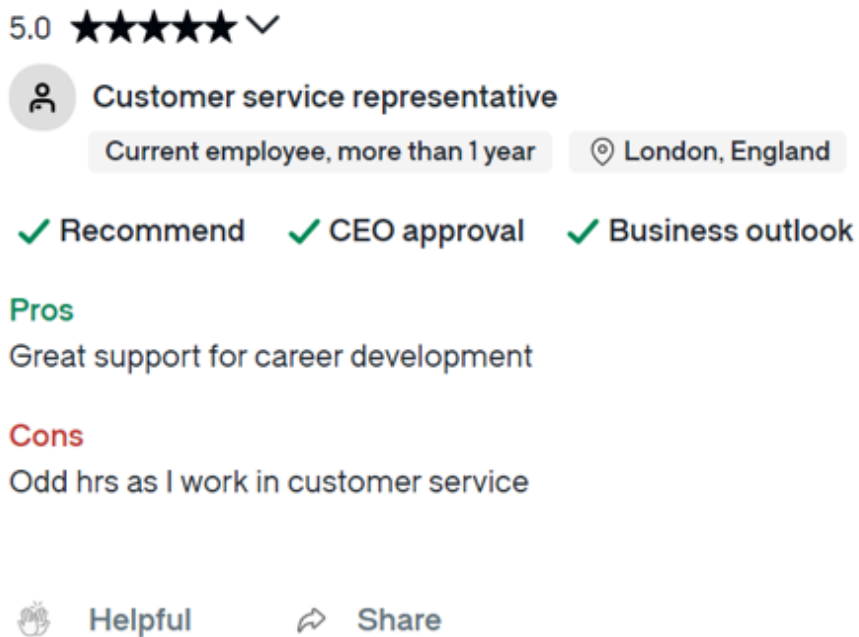 5.0 ★★★★★
Customer service representative
Current employee, more than 1 year London, England
Recommend CEO approval Business outlook
Pros
Great support for career development
Cons
Odd hrs as I work in customer service
Helpful Share